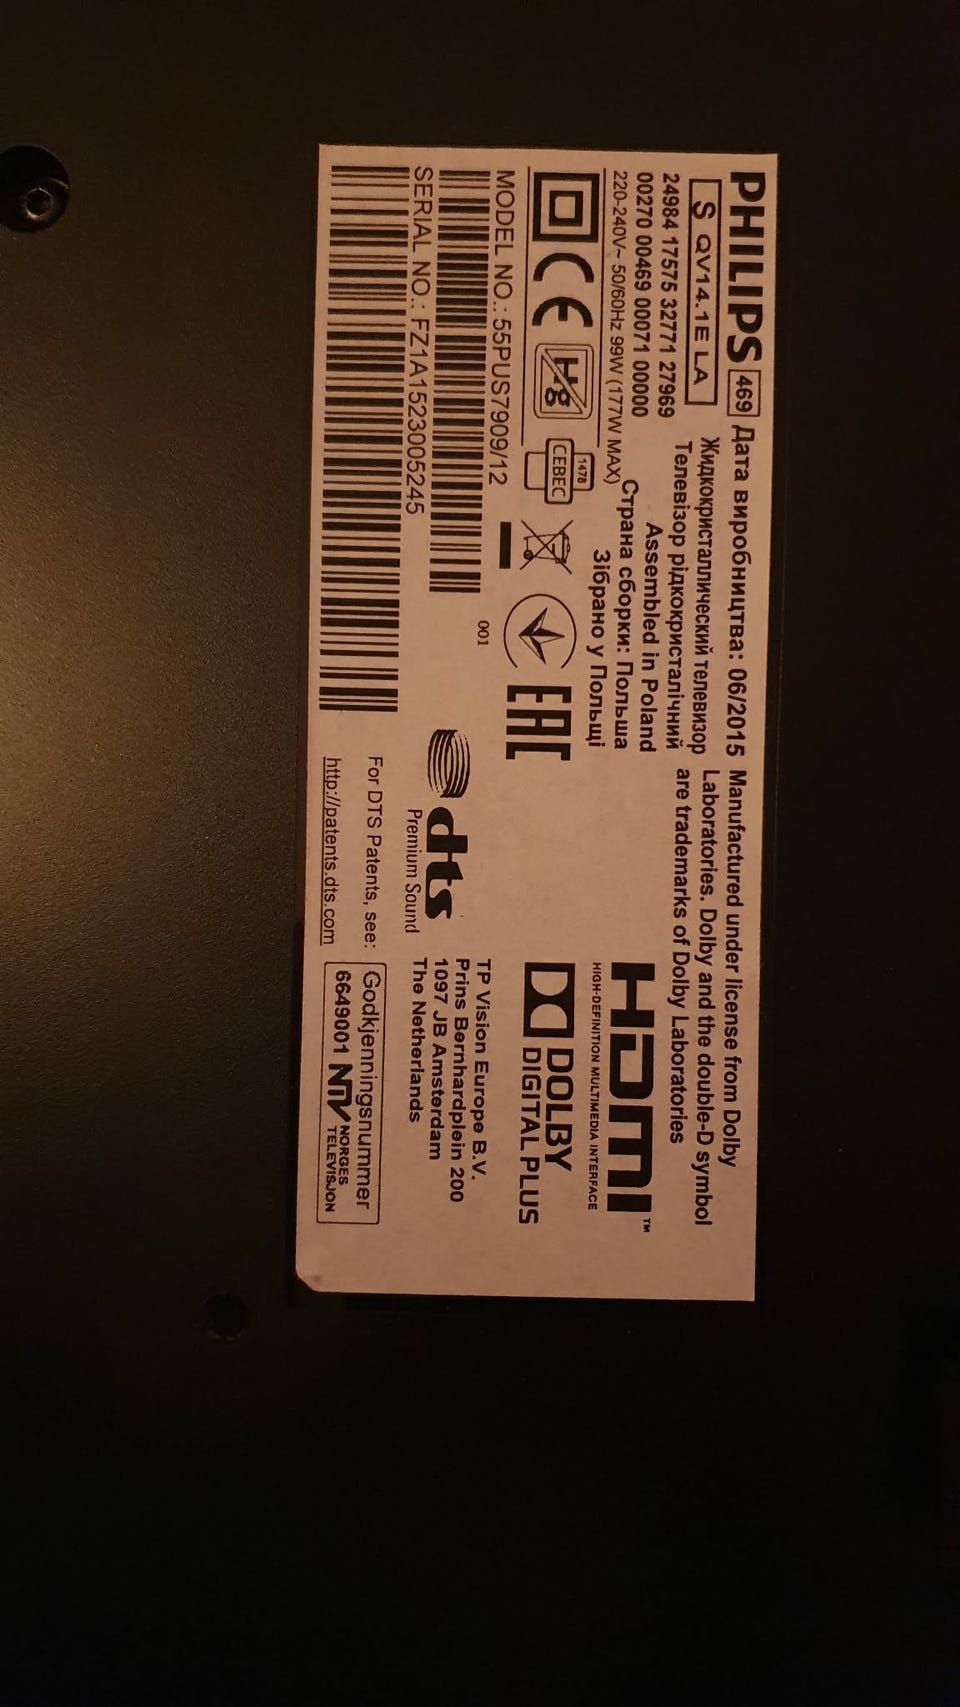 PHILIPS 469 Дата виробництва: 06/2015
S QV14.1E LA
Жидкокристаллический телевизор
24984 17575 32771 27969
Телевізор рідкокристалічний
00270 00469 00071 00000
Assembled in Poland
220-240V~ 50/60Hz 99W (177W MAX)
Страна сборки: Польша
Зібрано у Польщі
Hg
1478
CEBEC
EAC
MODEL NO.: 55PUS7909/12
001
SERIAL NO.: FZ1A1523005245
Manufactured under license from Dolby
Laboratories. Dolby and the double-D symbol
are trademarks of Dolby Laboratories
HDMI™
HIGH-DEFINITION MULTIMEDIA INTERFACE
DOLBY
DIGITAL PLUS
dts
Premium Sound
TP Vision Europe B.V.
Prins Bernhardplein 200
1097 JB Amsterdam
The Netherlands
For DTS Patents, see:
http://patents.dts.com
Godkjenningsnummer
6649001 NTV NORGES
TELEVISJON